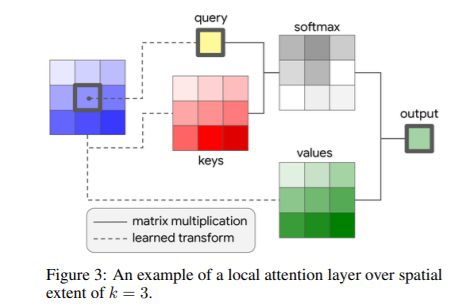 query
softmax
output
keys
values
matrix multiplication
learned transform
Figure 3: An example of a local attention layer over spatial
extent of k = 3.